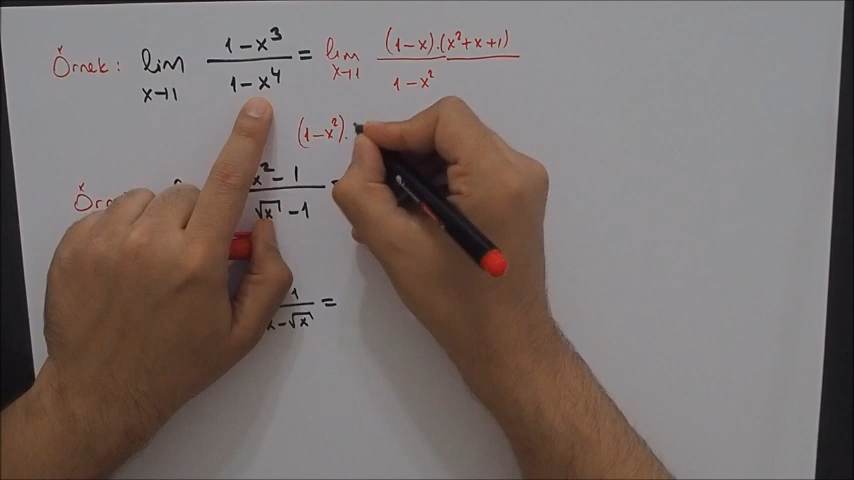 Örnek: lim x→1 1-x³ / 1-x⁴ = lim x→1 (1-x).(x²+x+1) / 1-x²
(1-x²).
x²-1 / √x -1
1 / x-√x =